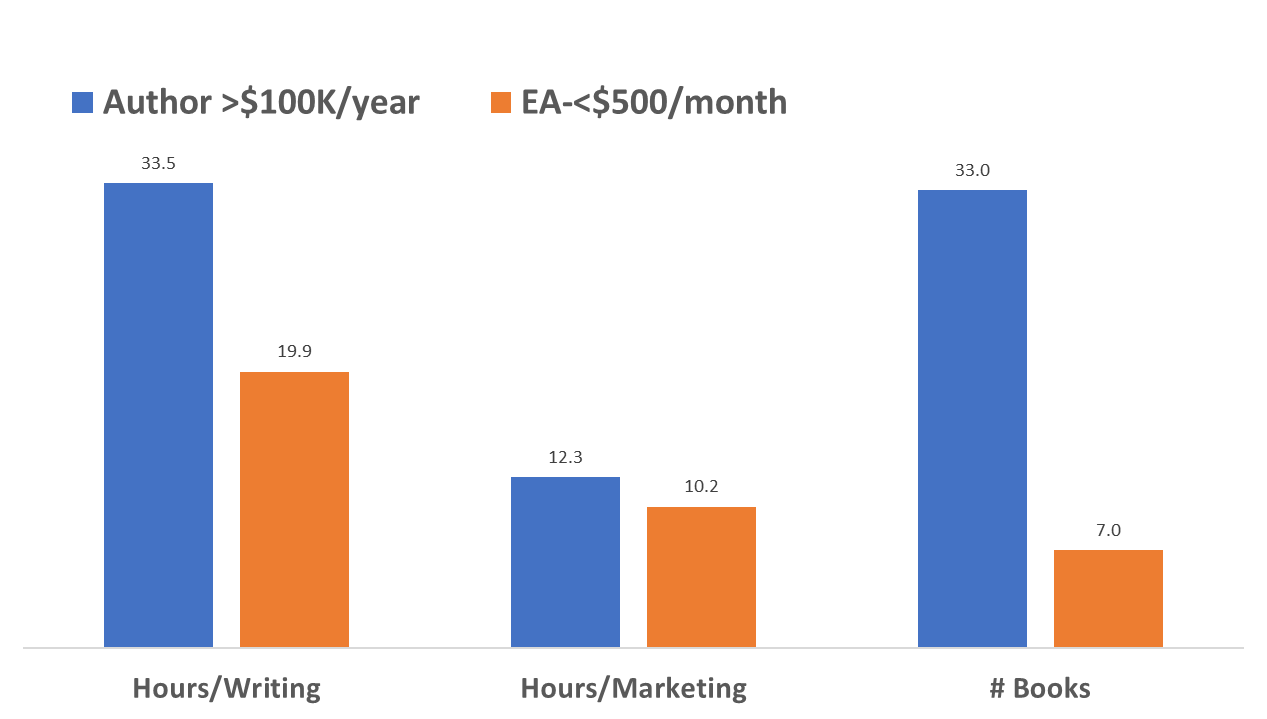 Author >$100K/year EA-<$500/month
33.5 33.0
19.9
12.3
10.2
7.0
Hours/Writing Hours/Marketing # Books